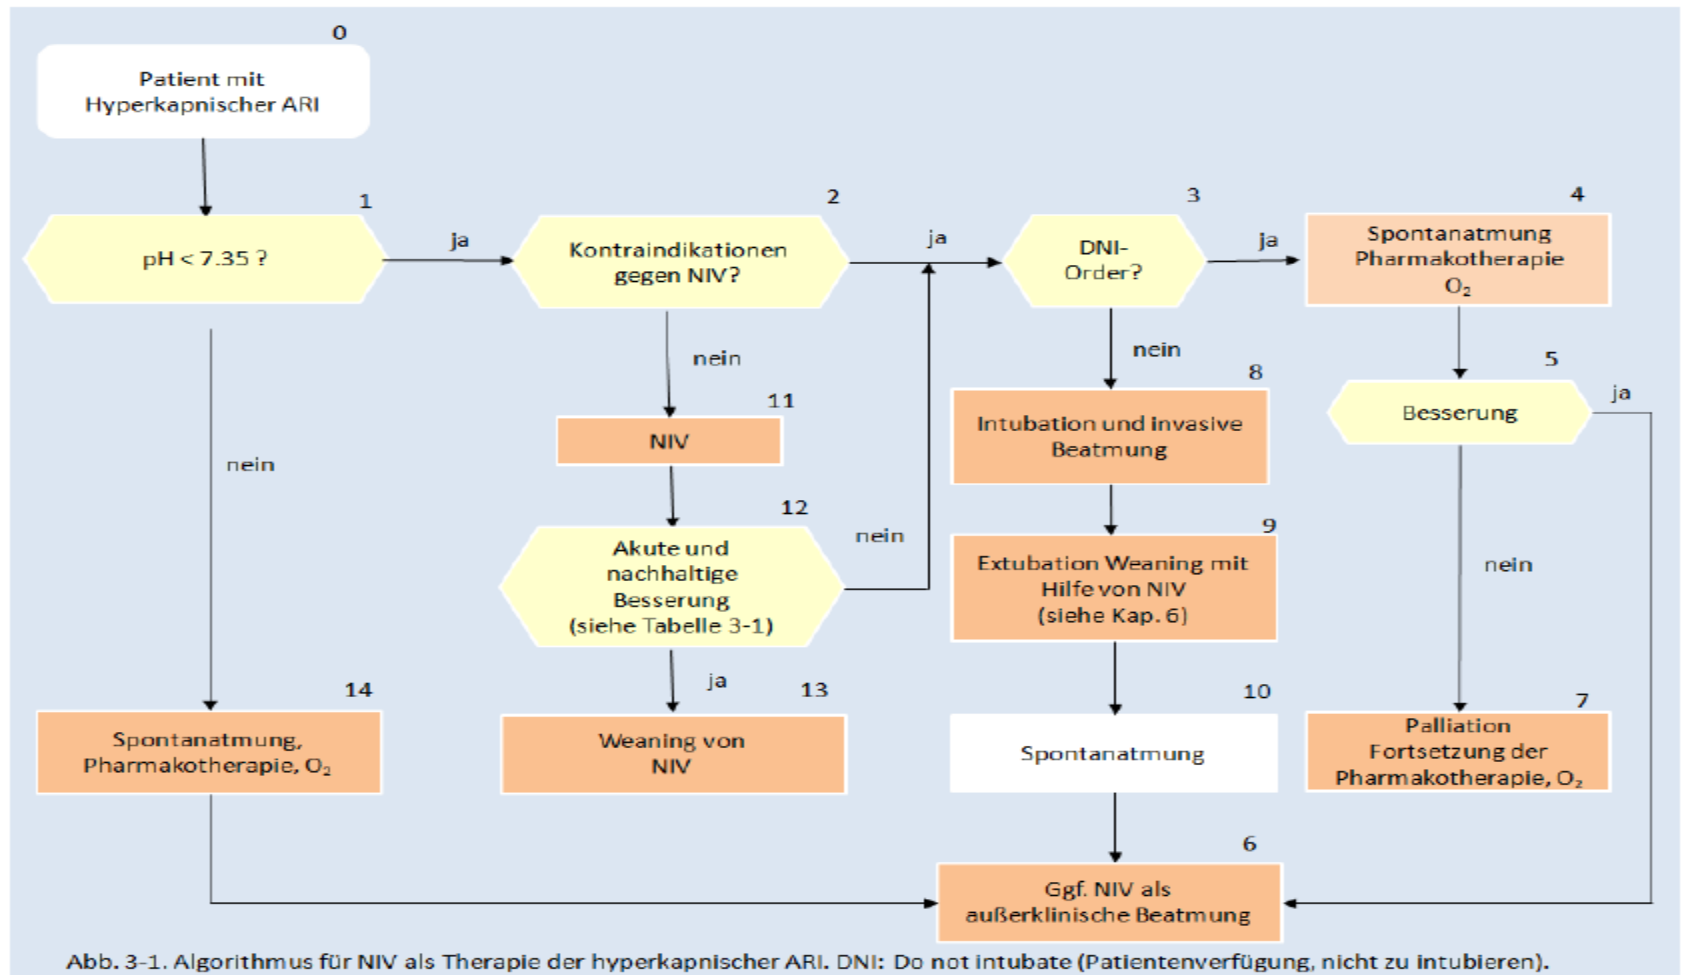 0
Patient mit
Hyperkapnischer ARI
1
pH < 7.35 ?
ja
2
Kontraindikationen
gegen NIV?
ja
3
DNI-
Order?
ja
4
Spontanatmung
Pharmakotherapie
O₂
nein
nein
nein
5
Besserung
ja
8
Intubation und invasive
Beatmung
11
NIV
12
Akute und
nachhaltige
Besserung
(siehe Tabelle 3-1)
nein
9
Extubation Weaning mit
Hilfe von NIV
(siehe Kap. 6)
nein
ja
14
Spontanatmung,
Pharmakotherapie, O₂
13
Weaning von
NIV
10
Spontanatmung
7
Palliation
Fortsetzung der
Pharmakotherapie, O₂
6
Ggf. NIV als
außerklinische Beatmung
Abb. 3-1. Algorithmus für NIV als Therapie der hyperkapnischer ARI. DNI: Do not intubate (Patientenverfügung, nicht zu intubieren).